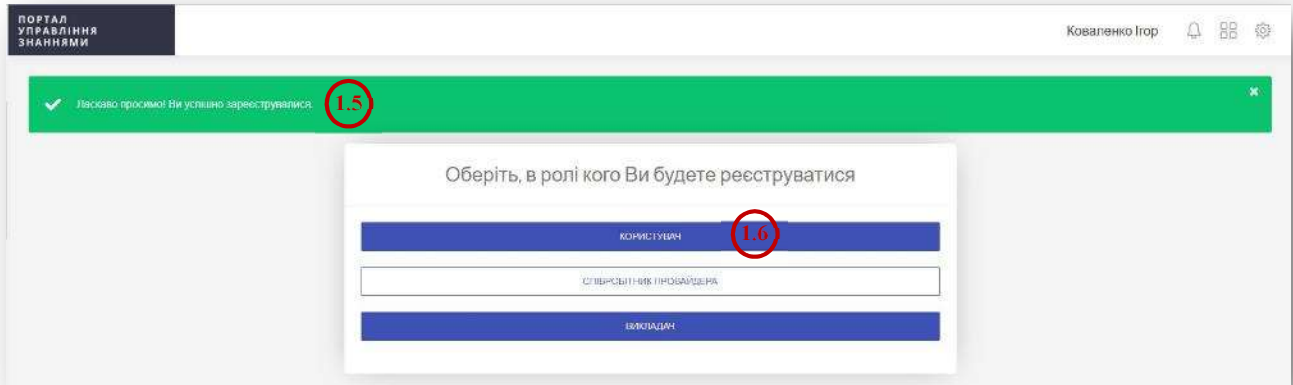 ПОРТАЛ
УПРАВЛІННЯ
ЗНАННЯМИ
Коваленко Ігор
Ласкаво просимо! Ви успішно зареєструвалися.
1.5
Оберіть, в ролі кого Ви будете реєструватися
КОРИСТУВАЧ
1.6
СПІВРОБІТНИК ПРОВАЙДЕРА
ВИКЛАДАЧ